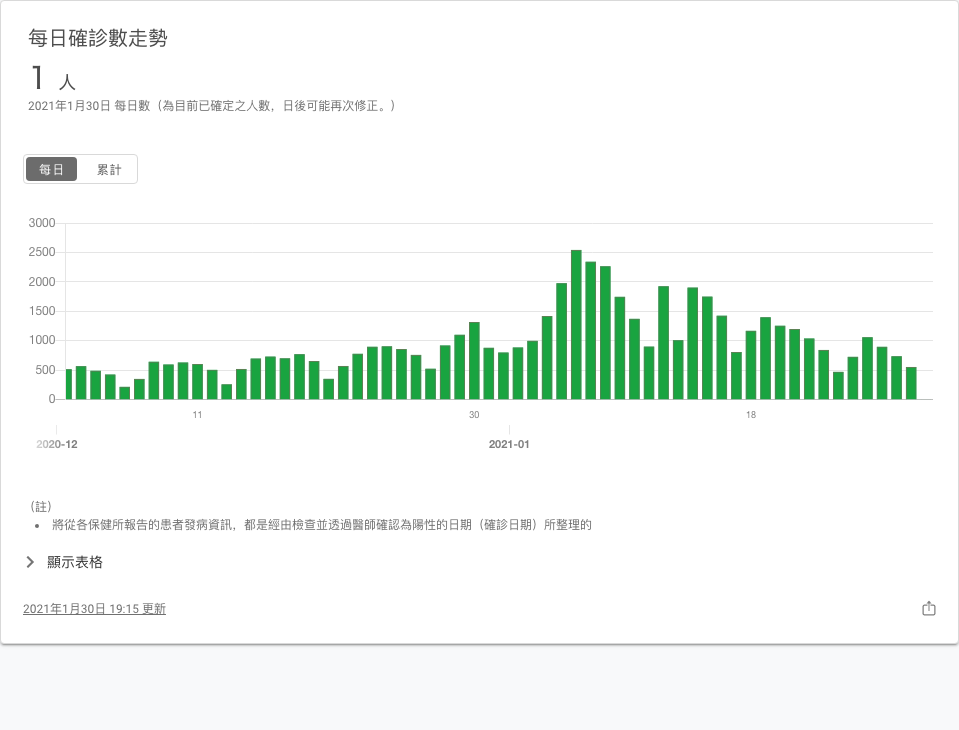 每日確診數走勢
1 人
2021年1月30日 每日數（為目前已確定之人數，日後可能再次修正。）
每日 累計
3000
2500
2000
1500
1000
500
0
11 30 18
2020-12 2021-01
（註）
• 將從各保健所報告的患者發病資訊，都是經由檢查並透過醫師確認為陽性的日期（確診日期）所整理的
顯示表格
2021年1月30日 19:15 更新